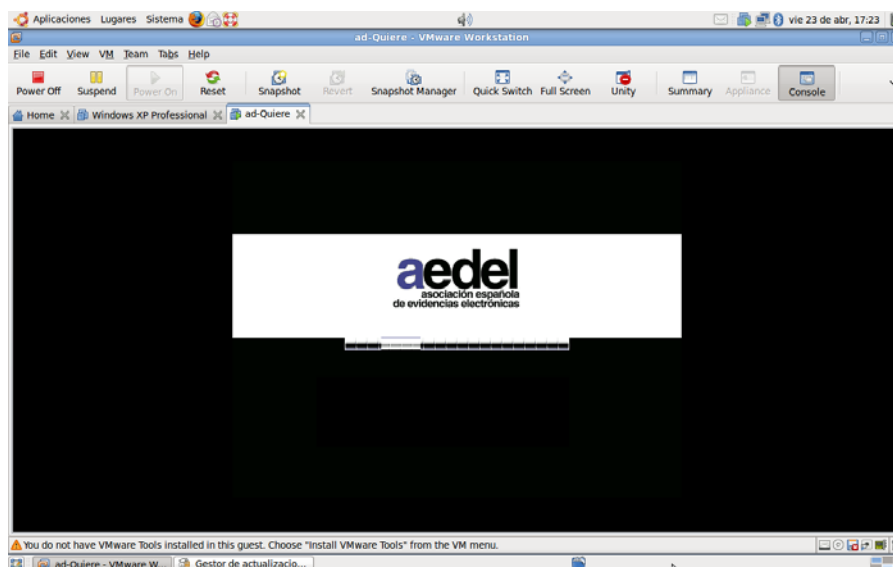 Aplicaciones Lugares Sistema vie 23 de abr, 17:23
ad-Quiere - VMware Workstation
File Edit View VM Team Tabs Help
Power Off Suspend Power On Reset Snapshot Revert Snapshot Manager Quick Switch Full Screen Unity Summary Appliance Console
Home Windows XP Professional ad-Quiere
aedel
asociación española
de evidencias electrónicas
You do not have VMware Tools installed in this guest. Choose "Install VMware Tools" from the VM menu.
ad-Quiere - VMware W... Gestor de actualizacio...